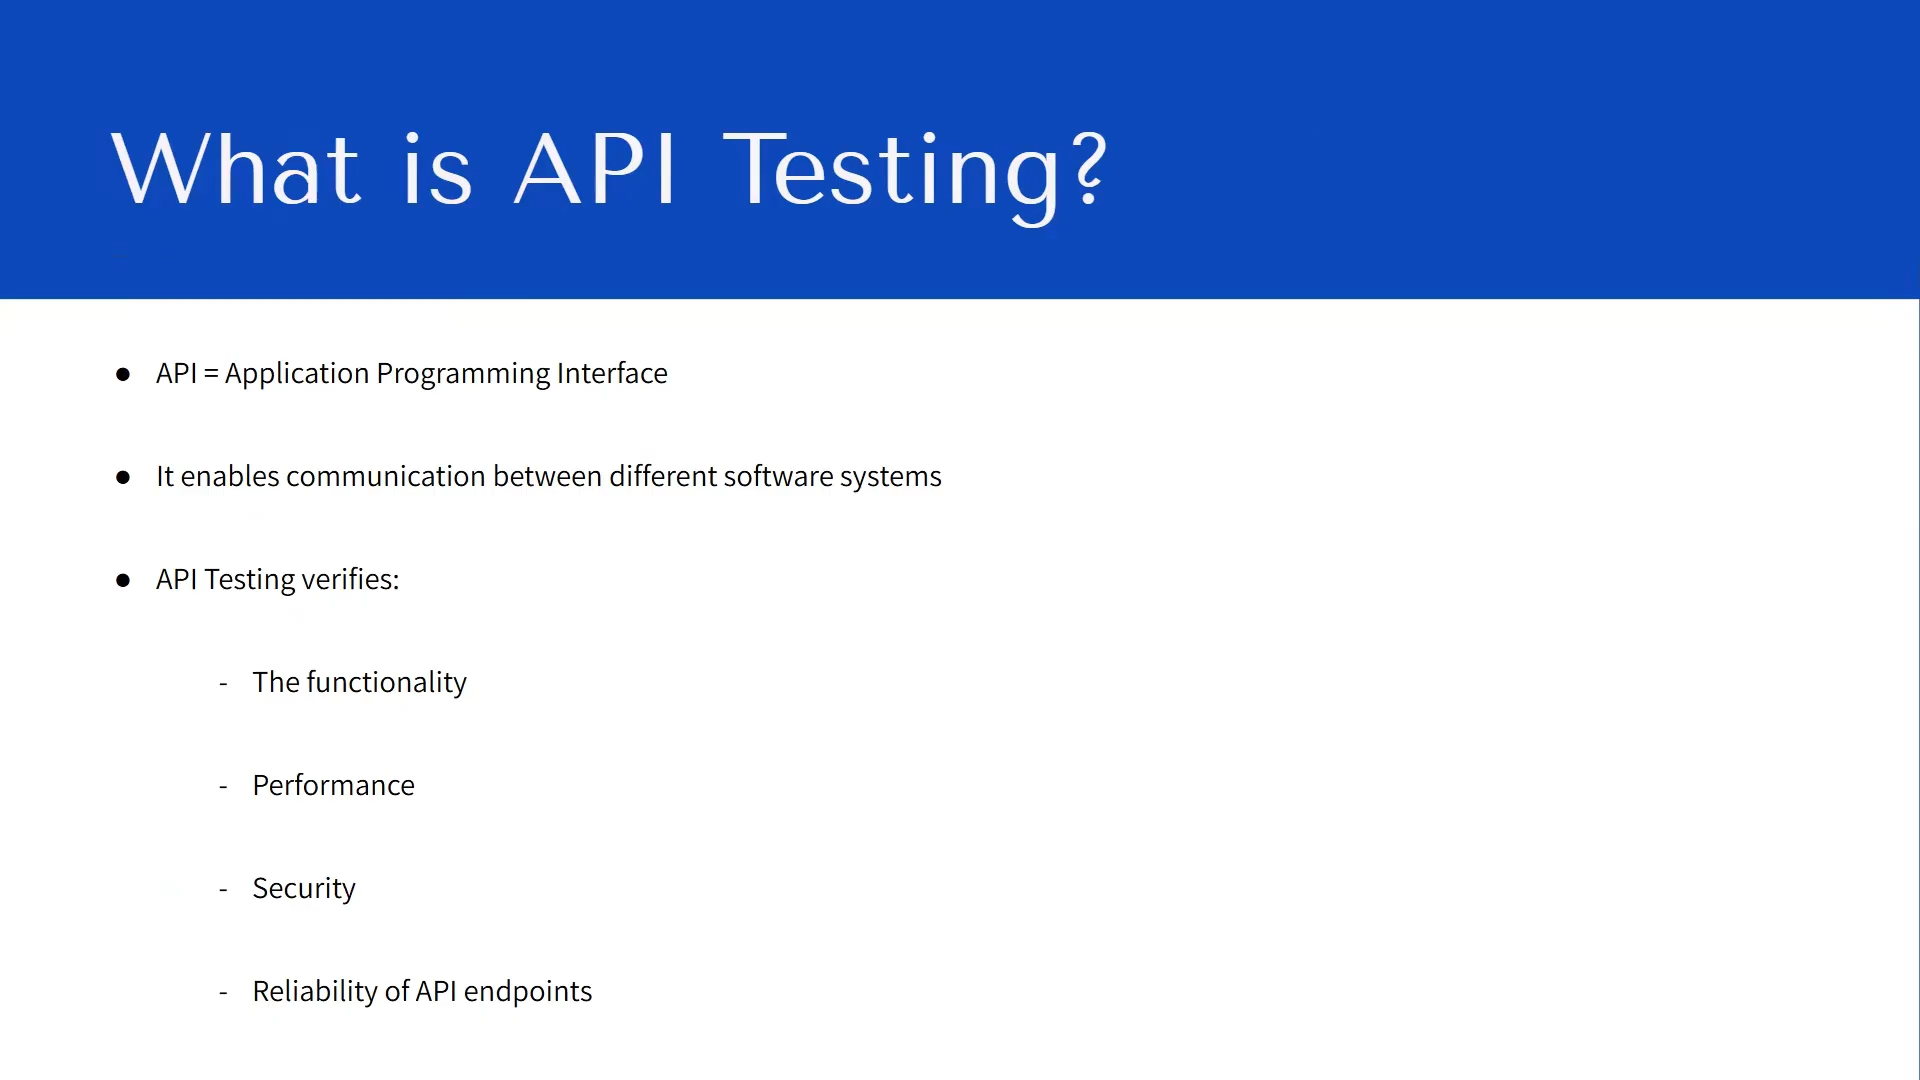 What is API Testing?
● API = Application Programming Interface
● It enables communication between different software systems
● API Testing verifies:
- The functionality
- Performance
- Security
- Reliability of API endpoints